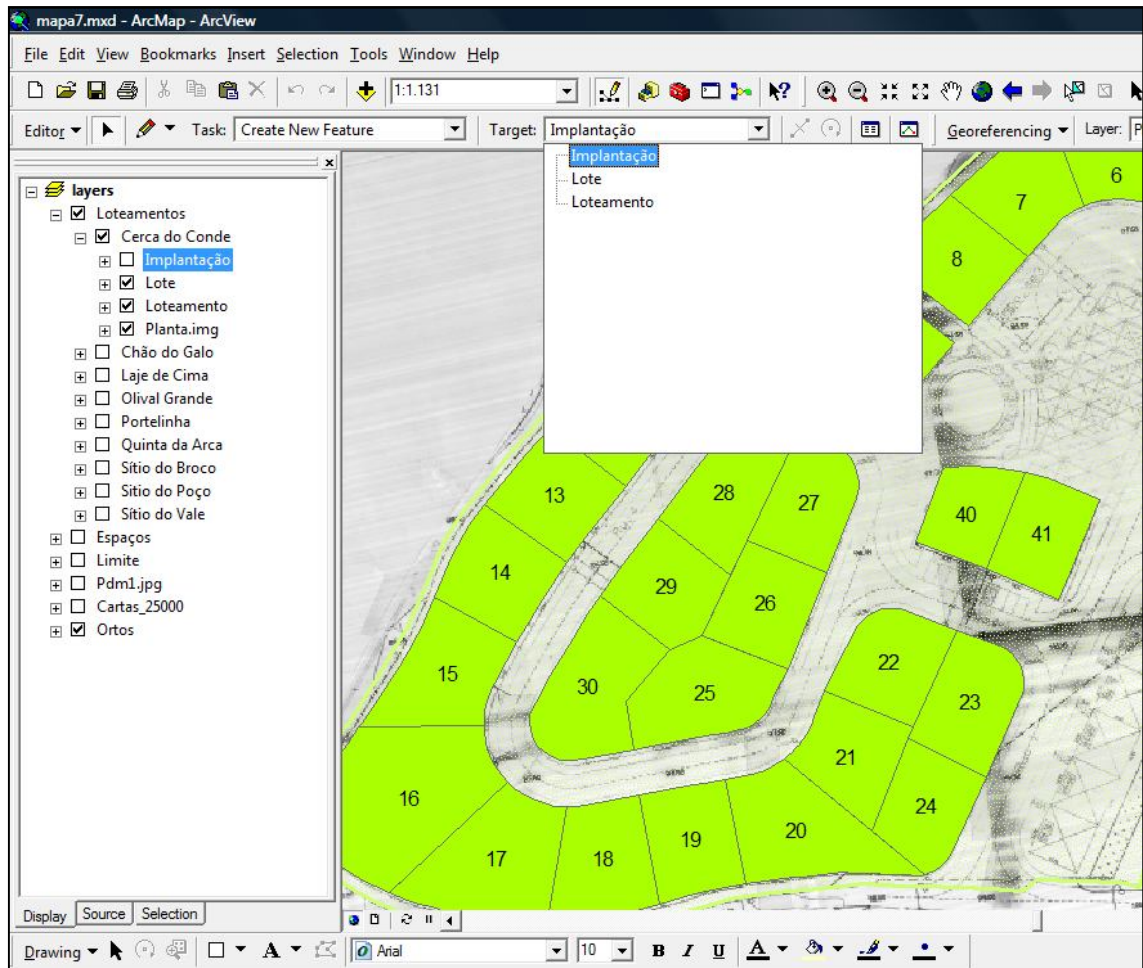 mapa7.mxd - ArcMap - ArcView
File Edit View Bookmarks Insert Selection Tools Window Help
1:1.131
Editor Task: Create New Feature Target: Implantação Georeferencing Layer: P
Implantação
Lote
Loteamento
layers
Loteamentos
Cerca do Conde
Implantação
Lote
Loteamento
Planta.img
Chão do Galo
Laje de Cima
Olival Grande
Portelinha
Quinta da Arca
Sítio do Broco
Sitio do Poço
Sítio do Vale
Espaços
Limite
Pdm1.jpg
Cartas_25000
Ortos
6
7
8
13
28
27
40
41
14
29
26
15
30
25
22
23
21
16
24
20
19
17
18
Display Source Selection
Drawing A Arial 10 B I U A